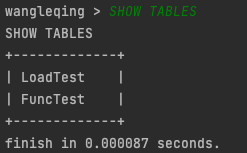 wangleqing > SHOW TABLES
SHOW TABLES
+-------------+
| LoadTest    |
| FuncTest    |
+-------------+
finish in 0.000087 seconds.